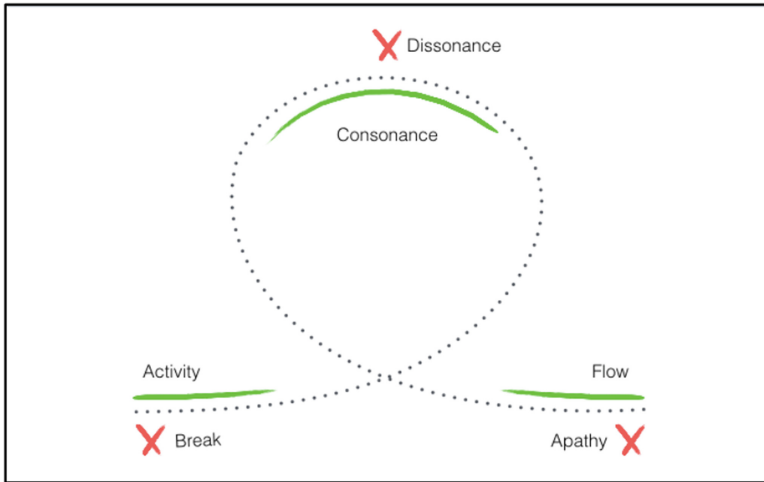 Dissonance
Consonance
Activity
Flow
Break
Apathy